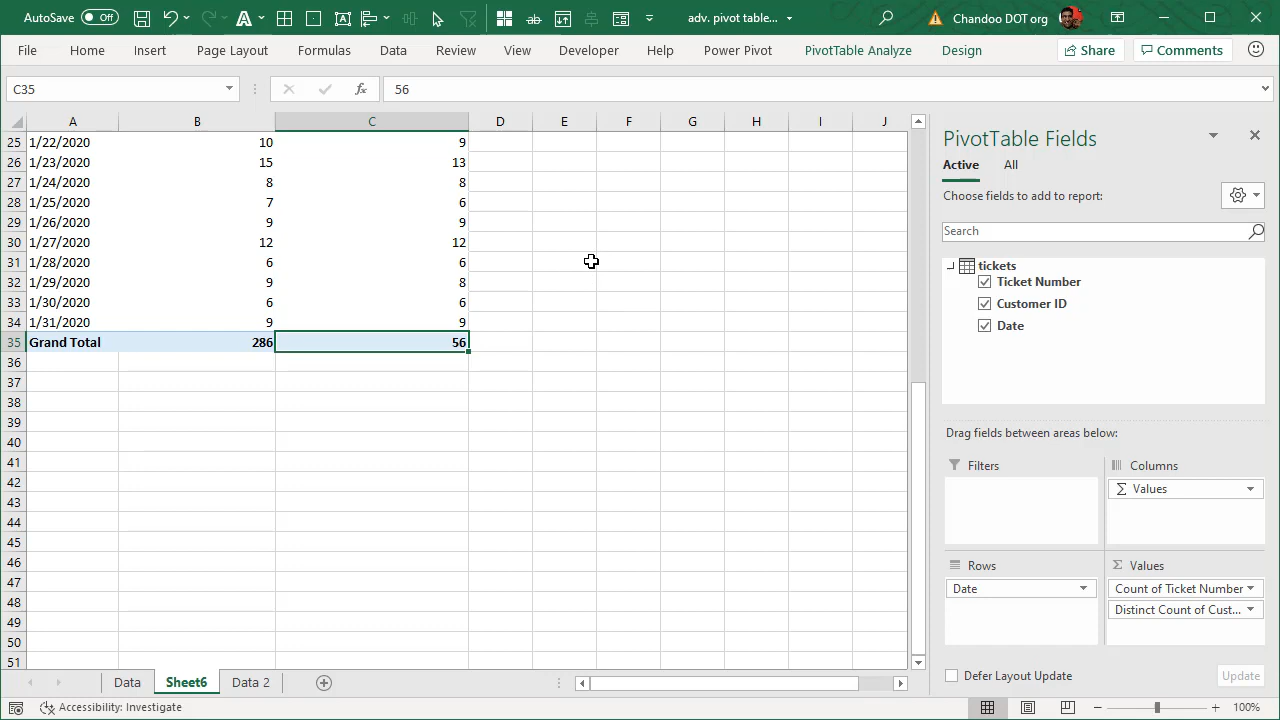 AutoSave Off adv. pivot table... Chandoo DOT org
File Home Insert Page Layout Formulas Data Review View Developer Help Power Pivot PivotTable Analyze Design Share Comments
C35 fx 56
A B C D E F G H I J
25 1/22/2020 10 9
26 1/23/2020 15 13
27 1/24/2020 8 8
28 1/25/2020 7 6
29 1/26/2020 9 9
30 1/27/2020 12 12
31 1/28/2020 6 6
32 1/29/2020 9 8
33 1/30/2020 6 6
34 1/31/2020 9 9
35 Grand Total 286 56
36
37
38
39
40
41
42
43
44
45
46
47
48
49
50
51
PivotTable Fields
Active All
Choose fields to add to report:
Search
tickets
Ticket Number
Customer ID
Date
Drag fields between areas below:
Filters Columns
Σ Values
Rows Σ Values
Date Count of Ticket Number
Distinct Count of Cust...
Defer Layout Update Update
Data Sheet6 Data 2
Accessibility: Investigate 100%